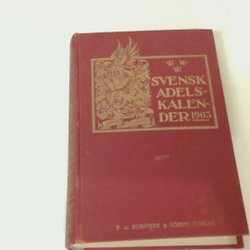 SVENSK
ADELS-
KALEN-
DER 1905
P. A. NORSTEDT & SÖNERS FÖRLAG